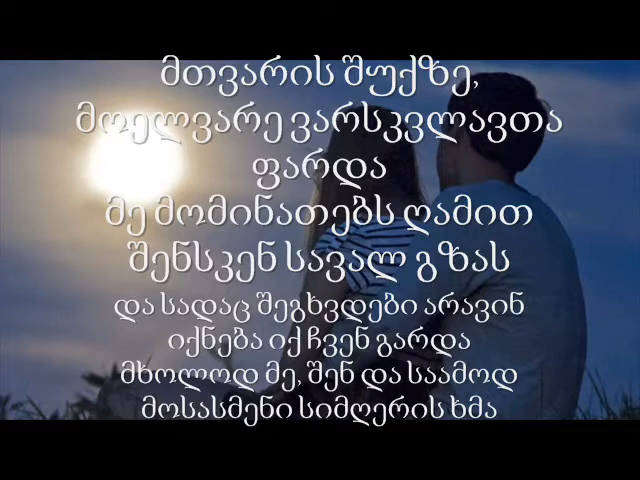 მთვარის შუქზე,
მოელვარე ვარსკვლავთა
ფარდა
მე მომინათებს ღამით
შენსკენ სავალ გზას
და სადაც შეგხვდები არავინ
იქნება იქ ჩვენ გარდა
მხოლოდ მე, შენ და საამოდ
მოსასმენი სიმღერის ხმა